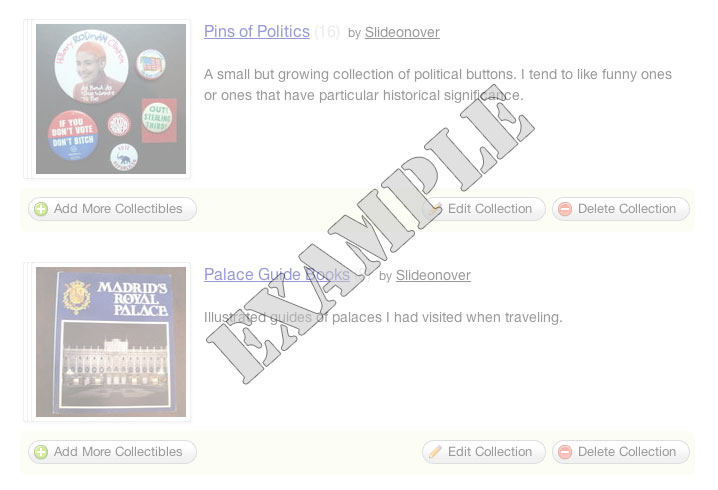 Pins of Politics (16) by Slideonover
A small but growing collection of political buttons. I tend to like funny ones
or ones that have particular historical significance.
Hillary RODHAM Clinton
IF YOU
DON'T VOTE
DON'T BITCH
OUT!
STEALING
THIRD!
Add More Collectibles Edit Collection Delete Collection
EXAMPLE
Palace Guide Books by Slideonover
Illustrated guides of palaces I had visited when traveling.
MADRID'S
ROYAL
PALACE
Add More Collectibles Edit Collection Delete Collection